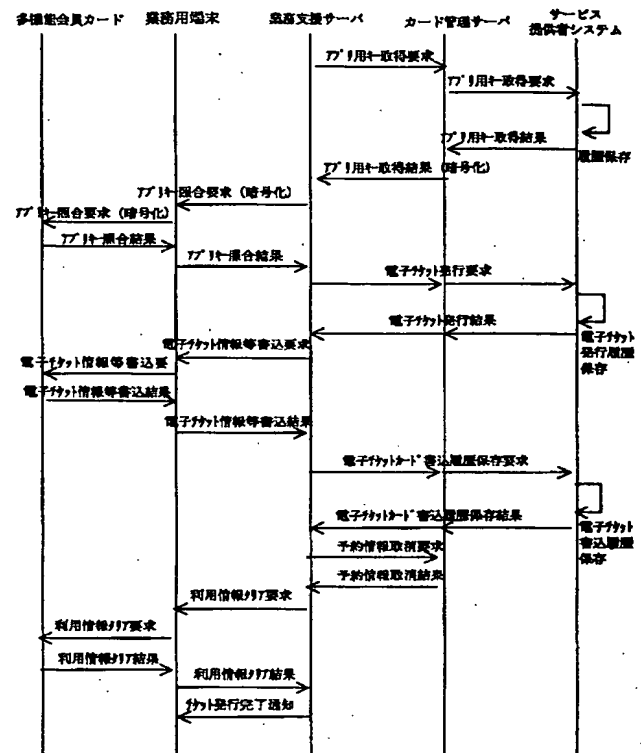 多機能会員カード
業務用端末
業務支援サーバ
カード管理サーバ
サービス
提供者システム
アプリ用キー取得要求
アプリ用キー取得要求
アプリ用キー取得結果
履歴保存
アプリ用キー取得結果（暗号化）
アプリキー照合要求（暗号化）
アプリキー照合要求（暗号化）
アプリキー照合結果
アプリキー照合結果
電子チケット発行要求
電子チケット発行結果
電子チケット
発行履歴
保存
電子チケット情報等書込要求
電子チケット情報等書込要
電子チケット情報等書込結果
電子チケット情報等書込結果
電子チケットカード書込履歴保存要求
電子チケットカード書込履歴保存結果
電子チケット
書込履歴
保存
予約情報取消要求
予約情報取消結果
利用情報クリア要求
利用情報クリア要求
利用情報クリア結果
利用情報クリア結果
チケット発行完了通知